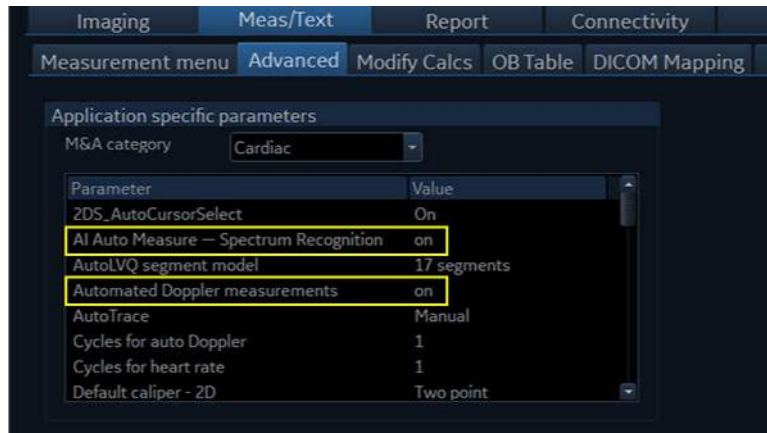 Imaging Meas/Text Report Connectivity
Measurement menu Advanced Modify Calcs OB Table DICOM Mapping
Application specific parameters
M&A category Cardiac
Parameter Value
2DS_AutoCursorSelect On
AI Auto Measure – Spectrum Recognition on
AutoLVQ segment model 17 segments
Automated Doppler measurements on
AutoTrace Manual
Cycles for auto Doppler 1
Cycles for heart rate 1
Default caliper - 2D Two point